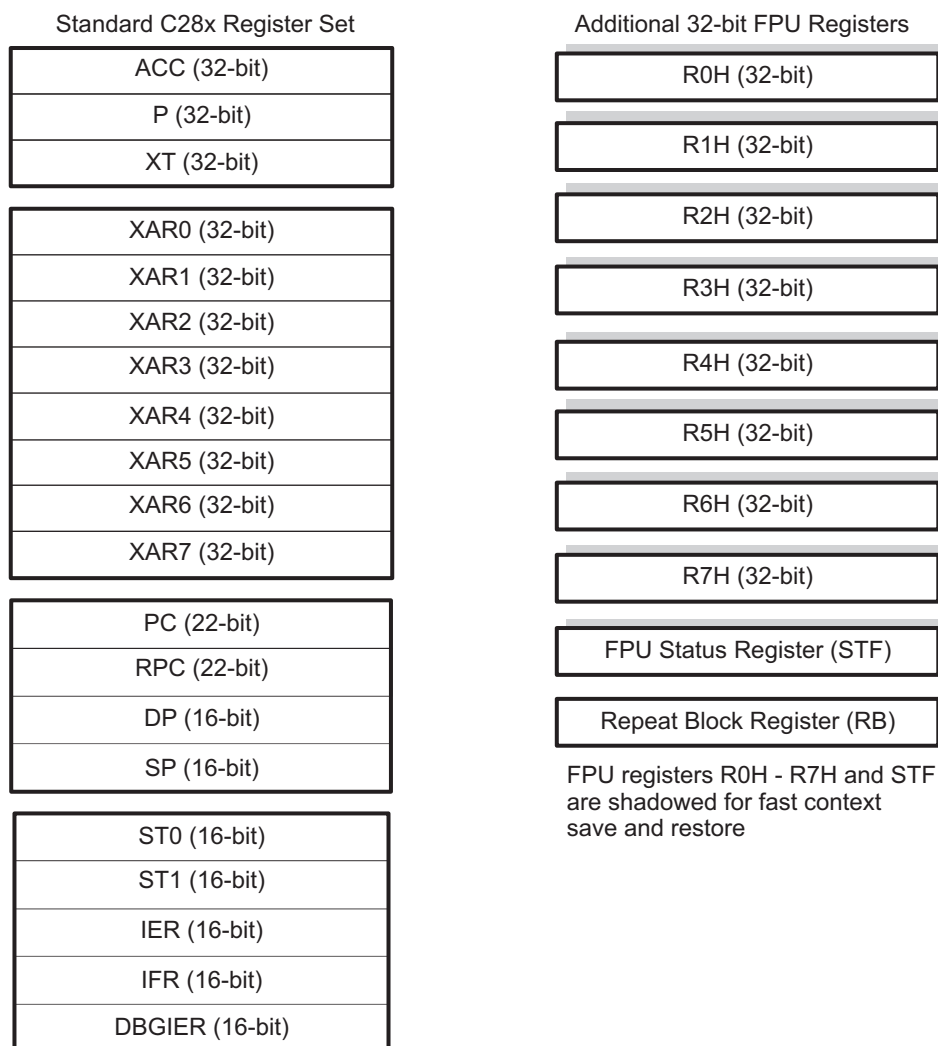 Standard C28x Register Set
ACC (32-bit)
P (32-bit)
XT (32-bit)
XAR0 (32-bit)
XAR1 (32-bit)
XAR2 (32-bit)
XAR3 (32-bit)
XAR4 (32-bit)
XAR5 (32-bit)
XAR6 (32-bit)
XAR7 (32-bit)
PC (22-bit)
RPC (22-bit)
DP (16-bit)
SP (16-bit)
ST0 (16-bit)
ST1 (16-bit)
IER (16-bit)
IFR (16-bit)
DBGIER (16-bit)
Additional 32-bit FPU Registers
R0H (32-bit)
R1H (32-bit)
R2H (32-bit)
R3H (32-bit)
R4H (32-bit)
R5H (32-bit)
R6H (32-bit)
R7H (32-bit)
FPU Status Register (STF)
Repeat Block Register (RB)
FPU registers R0H - R7H and STF
are shadowed for fast context
save and restore